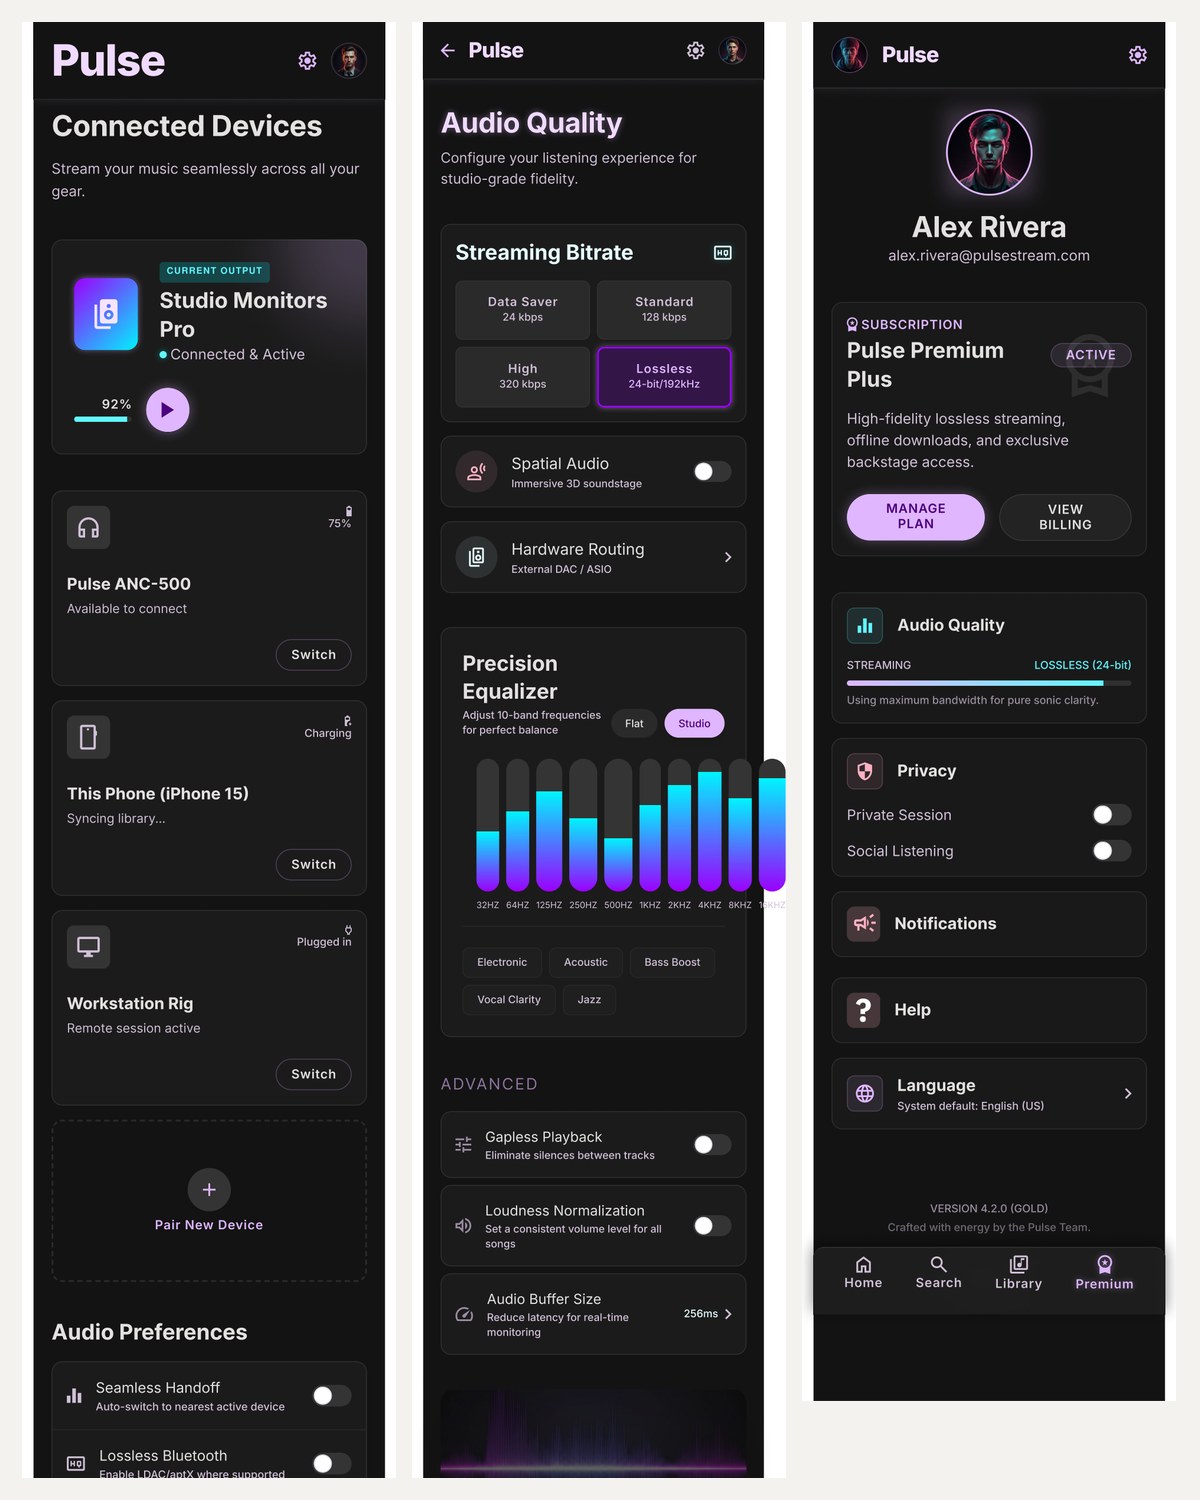 Pulse
Connected Devices
Stream your music seamlessly across all your
gear.
CURRENT OUTPUT
Studio Monitors
Pro
Connected & Active
92%
75%
Pulse ANC-500
Available to connect
Switch
Charging
This Phone (iPhone 15)
Syncing library...
Switch
Plugged in
Workstation Rig
Remote session active
Switch
Pair New Device
Audio Preferences
Seamless Handoff
Auto-switch to nearest active device
HQ
Lossless Bluetooth
Enable LDAC/aptX where supported
Pulse
Audio Quality
Configure your listening experience for
studio-grade fidelity.
Streaming Bitrate
HQ
Data Saver
24 kbps
Standard
128 kbps
High
320 kbps
Lossless
24-bit/192kHz
Spatial Audio
Immersive 3D soundstage
Hardware Routing
External DAC / ASIO
Precision
Equalizer
Adjust 10-band frequencies
for perfect balance
Flat
Studio
32HZ 64HZ 125HZ 250HZ 500HZ 1KHZ 2KHZ 4KHZ 8KHZ 16KHZ
Electronic
Acoustic
Bass Boost
Vocal Clarity
Jazz
ADVANCED
Gapless Playback
Eliminate silences between tracks
Loudness Normalization
Set a consistent volume level for all
songs
Audio Buffer Size
Reduce latency for real-time
monitoring
256ms
Pulse
Alex Rivera
alex.rivera@pulsestream.com
SUBSCRIPTION
Pulse Premium
Plus
ACTIVE
High-fidelity lossless streaming,
offline downloads, and exclusive
backstage access.
MANAGE
PLAN
VIEW
BILLING
Audio Quality
STREAMING
LOSSLESS (24-bit)
Using maximum bandwidth for pure sonic clarity.
Privacy
Private Session
Social Listening
Notifications
?
Help
Language
System default: English (US)
VERSION 4.2.0 (GOLD)
Crafted with energy by the Pulse Team.
Home
Search
Library
Premium